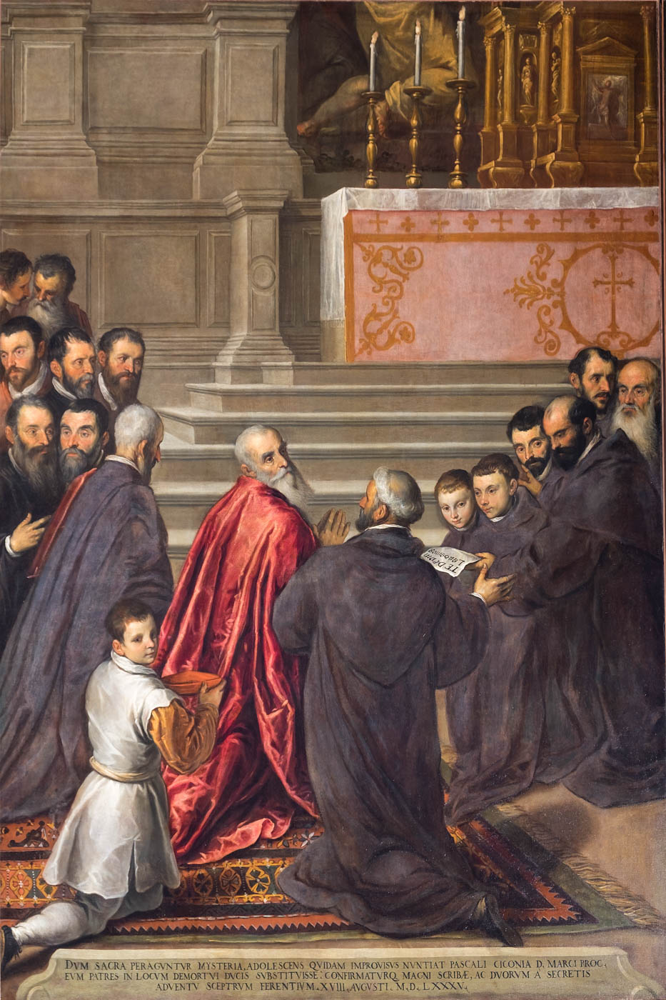 TE DEUM
Laudamus
DVM SACRA PERAGVNTVR MYSTERIA, ADOLESCENS QVIDAM IMPROVISVS NVNTIAT PASCALI CICONIA D. MARCI PROC,
EVM PATRES IN LOCVM DEMORTVI DVCIS SVBSTITVISSE: CONFIRMATVRQ MAGNI SCRIBÆ, AC DVORVM À SECRETIS
ADVENTV SCEPTRVM FERENTIVM. XVIII, AVGVSTI. M, D, LXXXV.